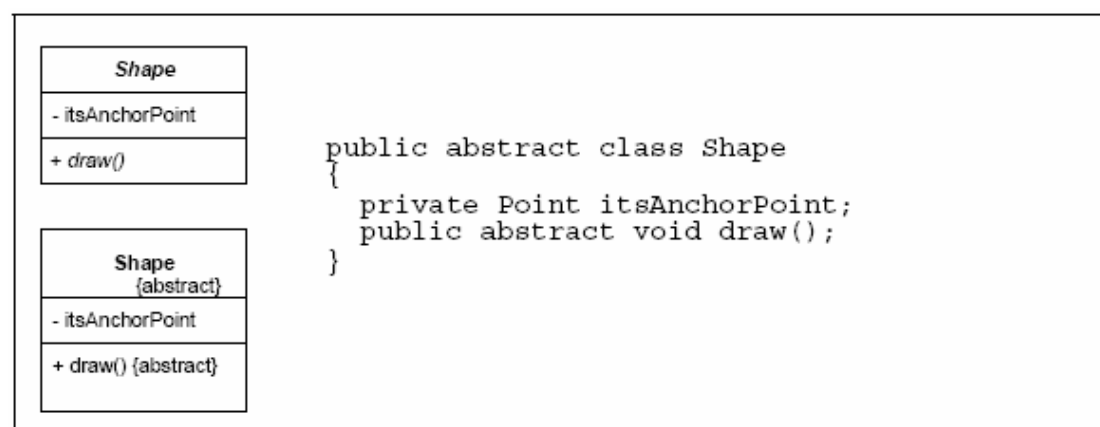 Shape
- itsAnchorPoint
+ draw()
Shape
{abstract}
- itsAnchorPoint
+ draw() {abstract}
public abstract class Shape
{
private Point itsAnchorPoint;
public abstract void draw();
}